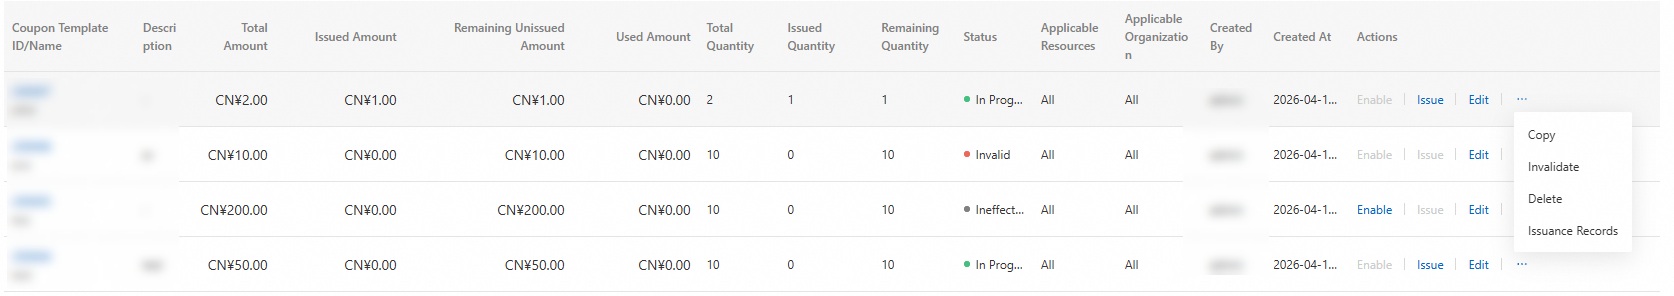 Coupon Template ID/Name Descri ption Total Amount Issued Amount Remaining Unissued Amount Used Amount Total Quantity Issued Quantity Remaining Quantity Status Applicable Resources Applicable Organizatio n Created By Created At Actions
CN¥2.00 CN¥1.00 CN¥1.00 CN¥0.00 2 1 1 In Prog... All All 2026-04-1... Enable Issue Edit ...
Copy
CN¥10.00 CN¥0.00 CN¥10.00 CN¥0.00 10 0 10 Invalid All All 2026-04-1... Enable Issue Edit
Invalidate
Delete
CN¥200.00 CN¥0.00 CN¥200.00 CN¥0.00 10 0 10 Ineffect... All All 2026-04-1... Enable Issue Edit
Issuance Records
CN¥50.00 CN¥0.00 CN¥50.00 CN¥0.00 10 0 10 In Prog... All All 2026-04-1... Enable Issue Edit ...